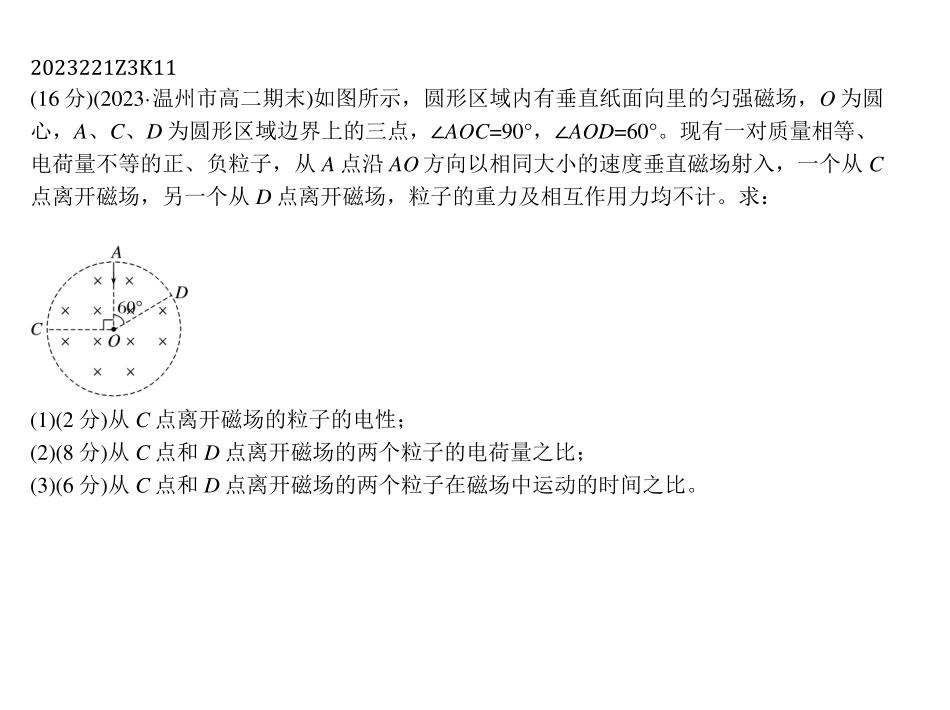 2023221Z3K11
(16 分)(2023·温州市高二期末)如图所示，圆形区域内有垂直纸面向里的匀强磁场，O 为圆
心，A、C、D 为圆形区域边界上的三点，∠AOC=90°，∠AOD=60°。现有一对质量相等、
电荷量不等的正、负粒子，从 A 点沿 AO 方向以相同大小的速度垂直磁场射入，一个从 C
点离开磁场，另一个从 D 点离开磁场，粒子的重力及相互作用力均不计。求：
A
D
60°
C
O
(1)(2 分)从 C 点离开磁场的粒子的电性；
(2)(8 分)从 C 点和 D 点离开磁场的两个粒子的电荷量之比；
(3)(6 分)从 C 点和 D 点离开磁场的两个粒子在磁场中运动的时间之比。